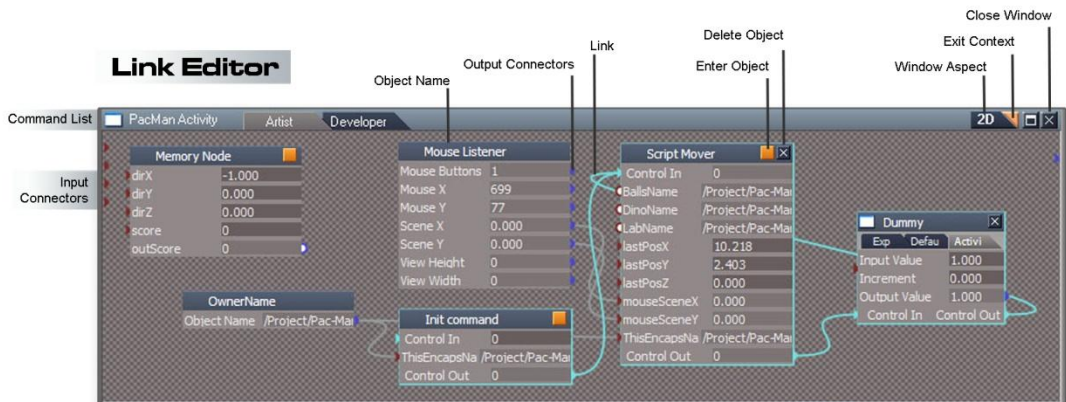 Close Window
Delete Object
Exit Context
Link
Window Aspect
Enter Object
Output Connectors
Object Name
Link Editor
Command List
PacMan Activity Artist Developer 2D
Input Connectors
Memory Node
dirX -1.000
dirY 0.000
dirZ 0.000
score 0
outScore 0
Mouse Listener
Mouse Buttons 1
Mouse X 699
Mouse Y 77
Scene X 0.000
Scene Y 0.000
View Height 0
View Width 0
Script Mover
Control In 0
BallsName /Project/Pac-Mai
DinoName /Project/Pac-Mai
LabName /Project/Pac-Mai
lastPosX 10.218
lastPosY 2.403
lastPosZ 0.000
mouseSceneX 0.000
mouseSceneY 0.000
ThisEncapsNa /Project/Pac-Mai
Control Out 0
Dummy
Exp Defau Activi
Input Value 1.000
Increment 0.000
Output Value 1.000
Control In Control Out
OwnerName
Object Name /Project/Pac-Mai
Init command
Control In 0
ThisEncapsNa /Project/Pac-Mai
Control Out 0